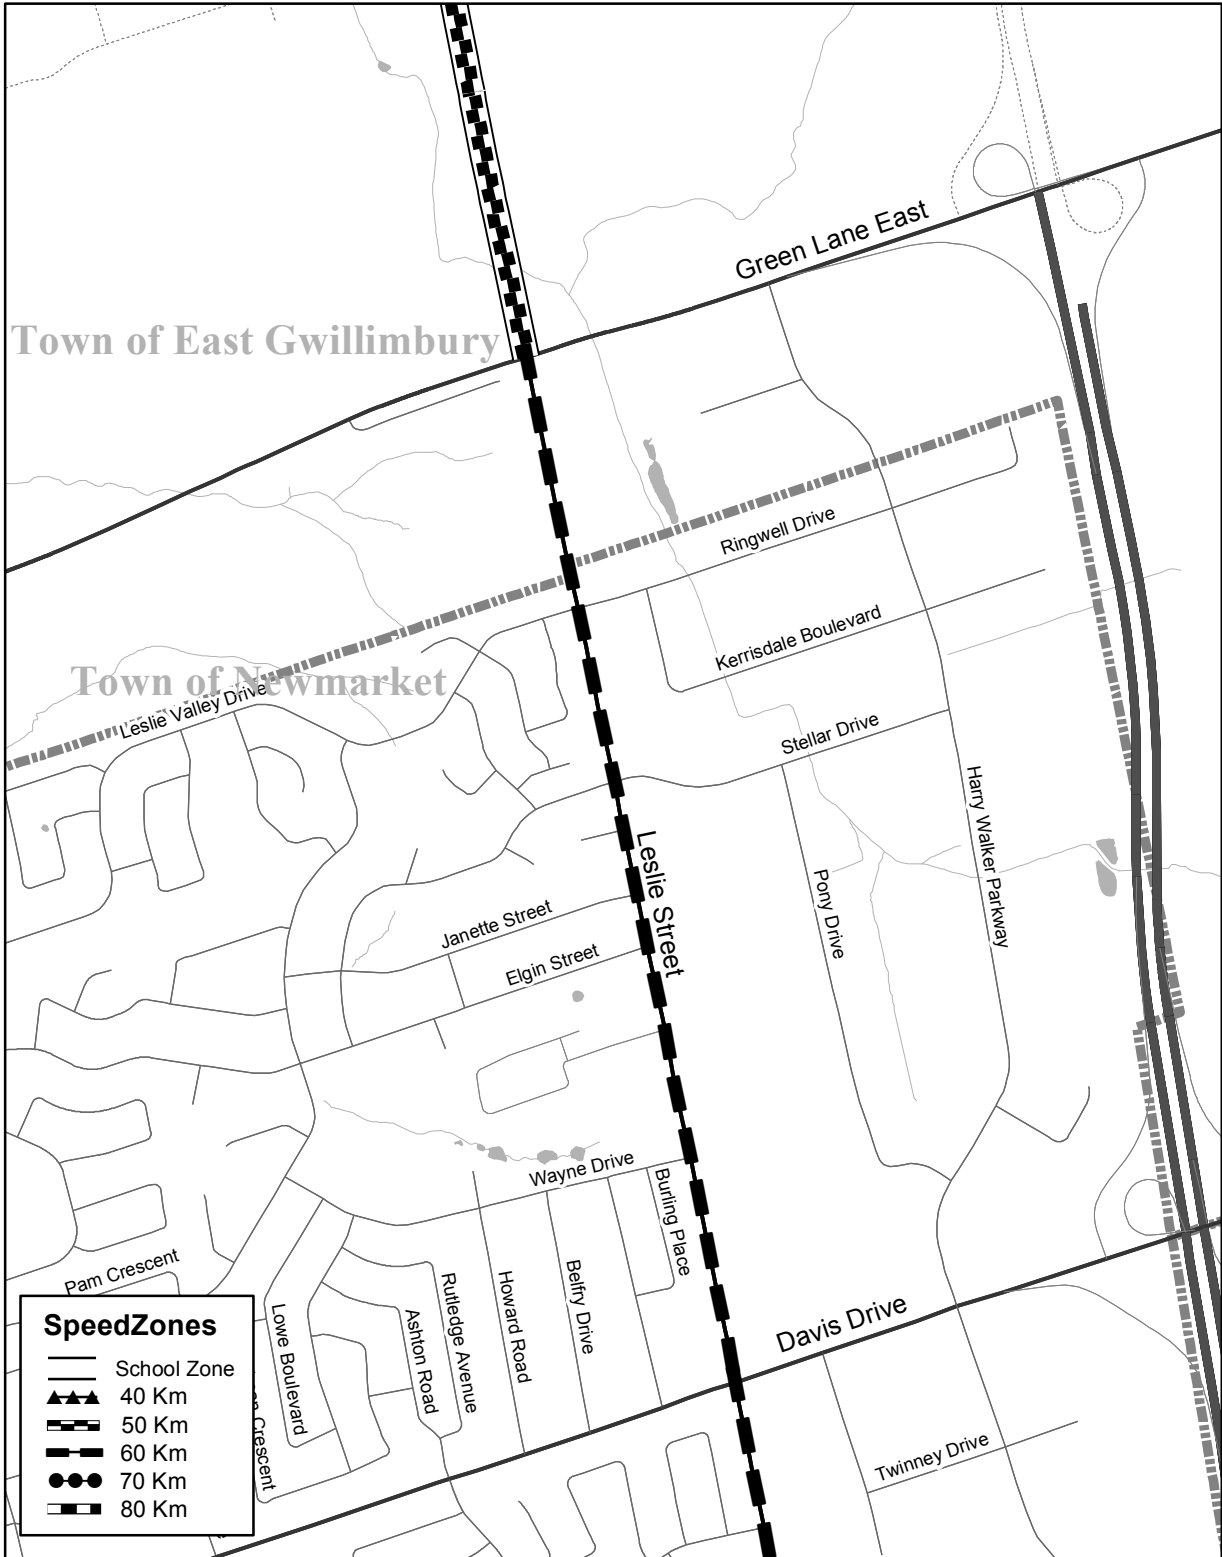 Green Lane East
Town of East Gwillimbury
Ringwell Drive
Kerrisdale Boulevard
Town of Newmarket
Leslie Valley Drive
Stellar Drive
Harry Walker Parkway
Leslie Street
Pony Drive
Janette Street
Elgin Street
Wayne Drive
Burling Place
Pam Crescent
Belfry Drive
Howard Road
Rutledge Avenue
Ashton Road
Lowe Boulevard
Davis Drive
Crescent
Twinney Drive
SpeedZones
School Zone
40 Km
50 Km
60 Km
70 Km
80 Km